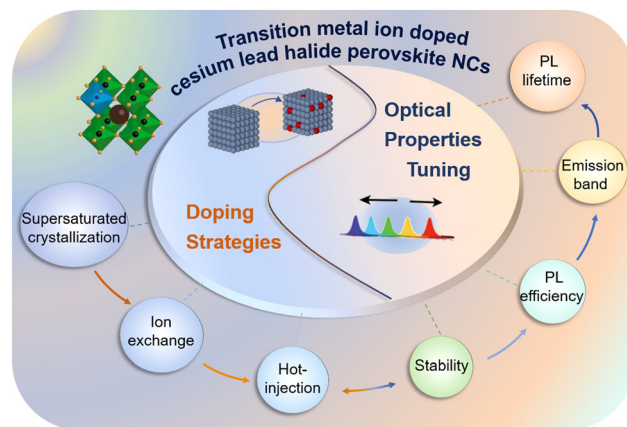 Transition metal ion doped
cesium lead halide perovskite NCs
Optical
Properties
Tuning
Doping
Strategies
Supersaturated
crystallization
Ion
exchange
Hot-
injection
Stability
PL
efficiency
Emission
band
PL
lifetime